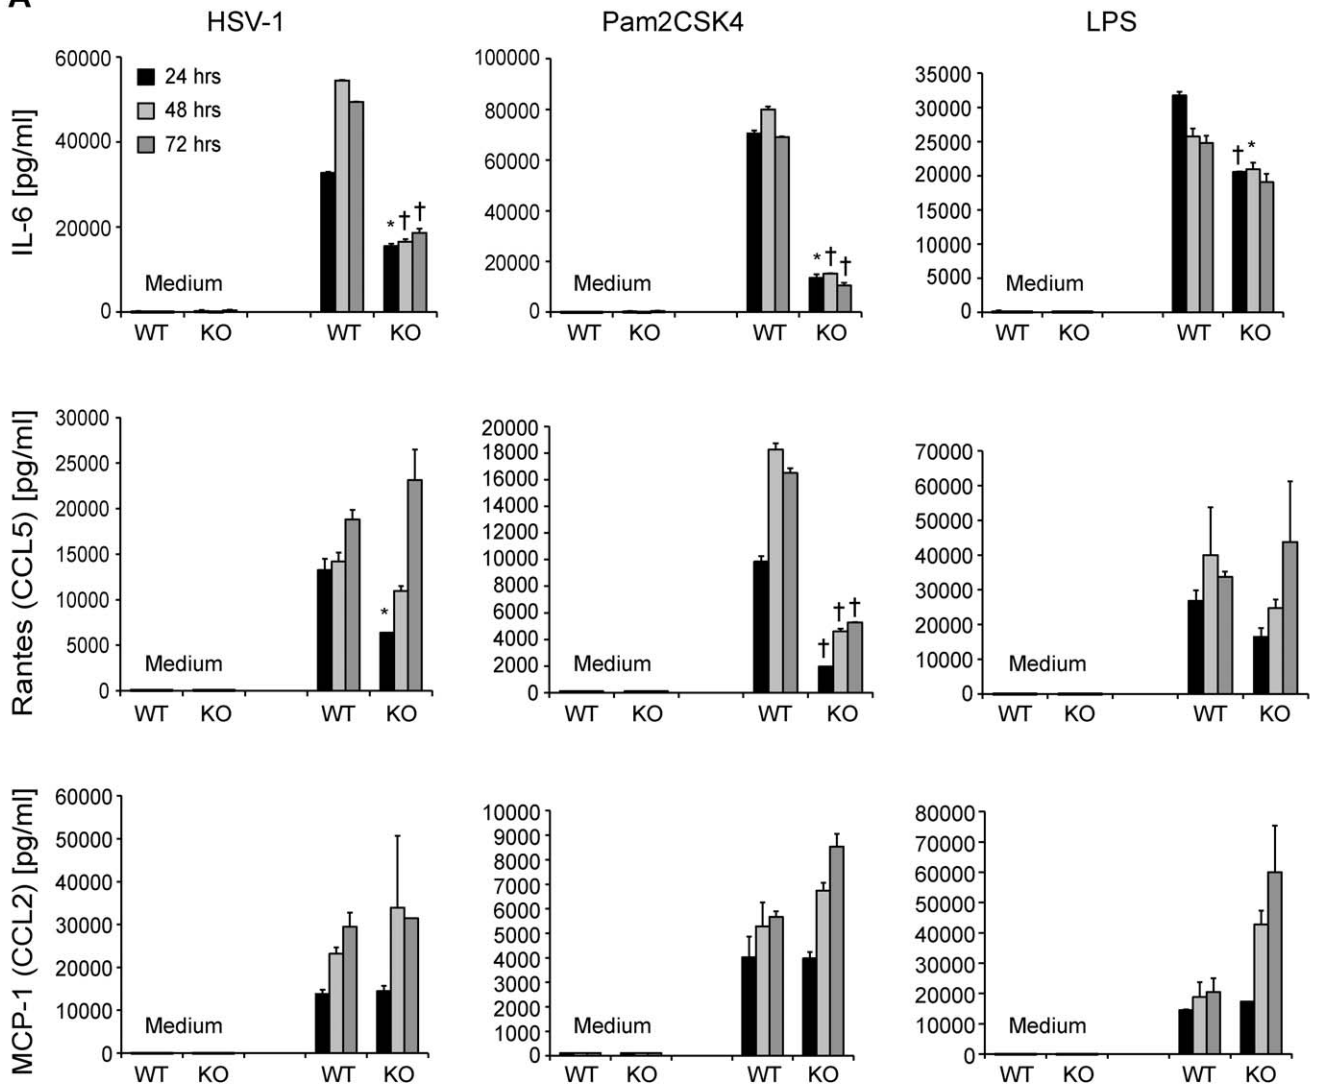 A
HSV-1
Pam2CSK4
LPS
IL-6 [pg/ml]
60000
40000
20000
0
24 hrs
48 hrs
72 hrs
Medium
* † †
WT KO WT KO
100000
80000
60000
40000
20000
0
Medium
* † †
WT KO WT KO
35000
30000
25000
20000
15000
10000
5000
0
Medium
† *
WT KO WT KO
Rantes (CCL5) [pg/ml]
30000
25000
20000
15000
10000
5000
0
Medium
*
WT KO WT KO
20000
18000
16000
14000
12000
10000
8000
6000
4000
2000
0
Medium
† † †
WT KO WT KO
70000
60000
50000
40000
30000
20000
10000
0
Medium
WT KO WT KO
MCP-1 (CCL2) [pg/ml]
60000
50000
40000
30000
20000
10000
0
Medium
WT KO WT KO
10000
9000
8000
7000
6000
5000
4000
3000
2000
1000
0
Medium
WT KO WT KO
80000
70000
60000
50000
40000
30000
20000
10000
0
Medium
WT KO WT KO